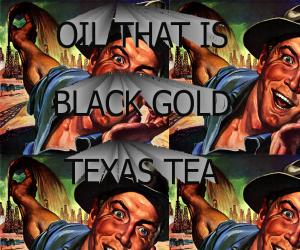 OIL THAT IS
BLACK GOLD
TEXAS TEA